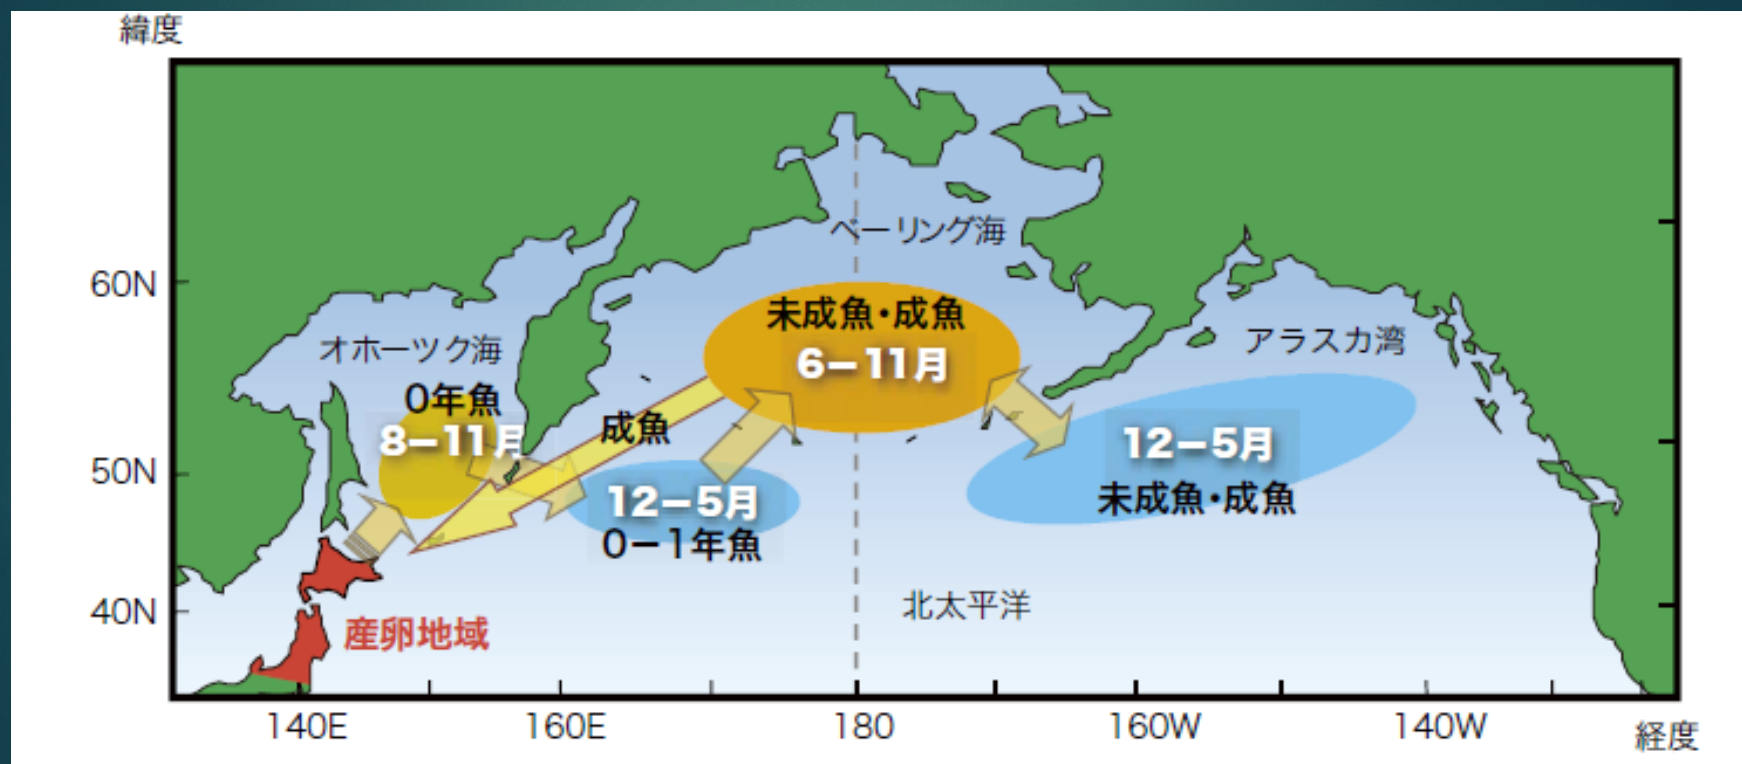 緯度
ベーリング海
60N
未成魚・成魚
6−11月
オホーツク海
アラスカ湾
0年魚
8−11月
成魚
12−5月
未成魚・成魚
50N
12−5月
0−1年魚
北太平洋
40N
産卵地域
140E
160E
180
160W
140W
経度